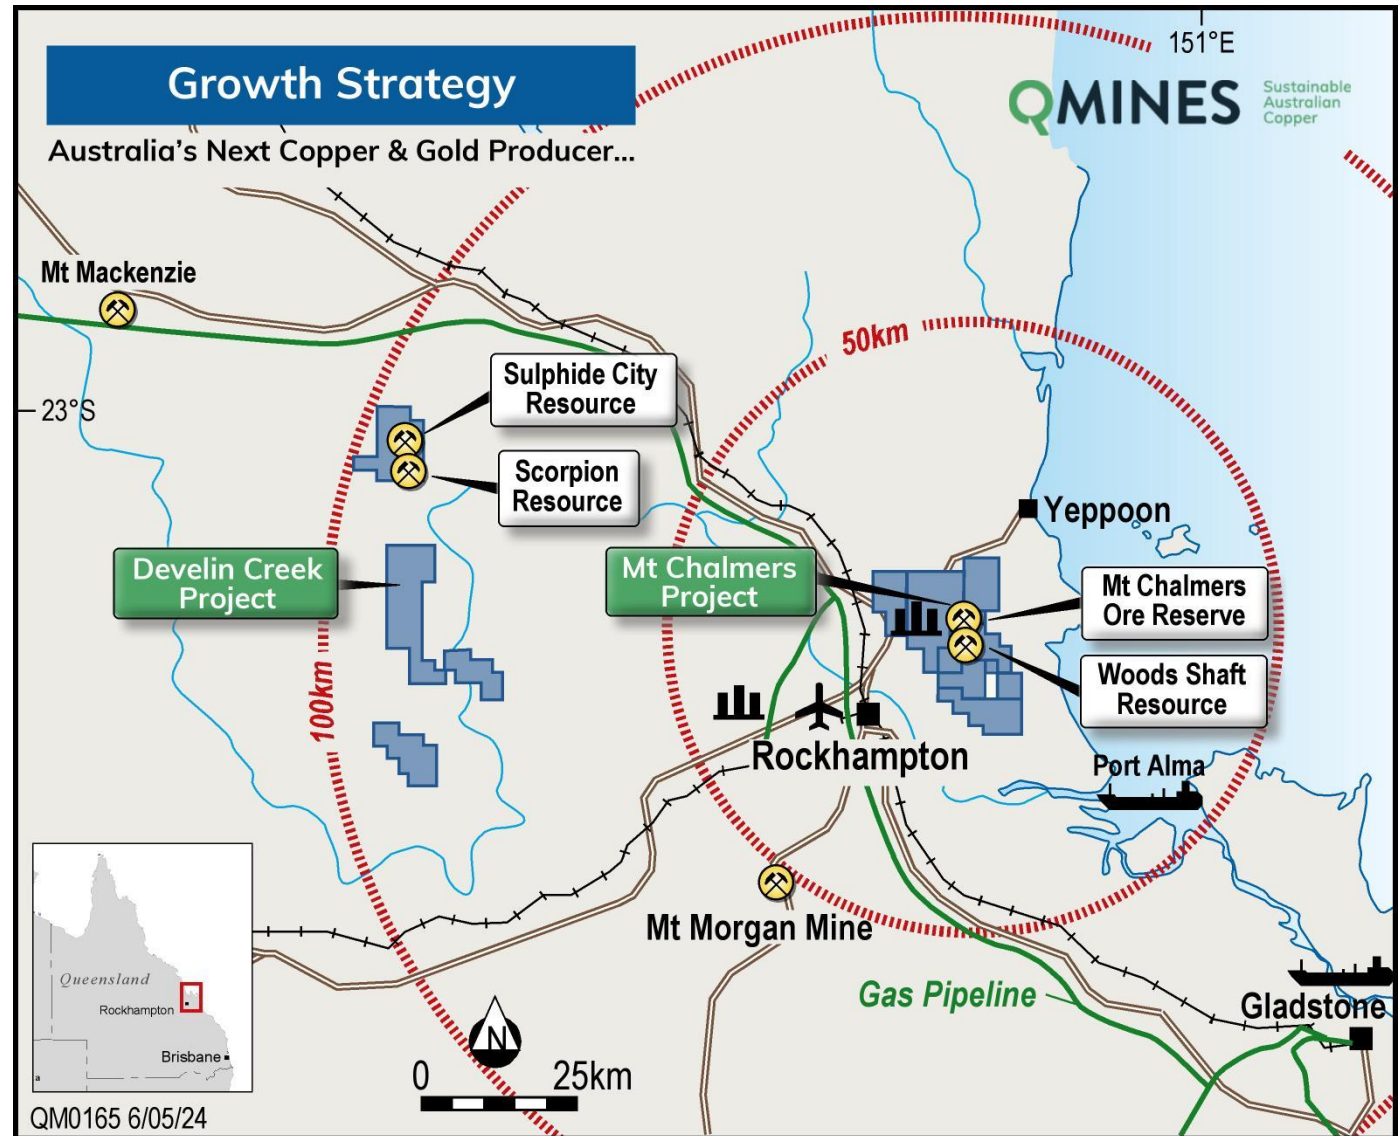 Growth Strategy
Australia's Next Copper & Gold Producer...
151°E
QMINES
Sustainable
Australian
Copper
Mt Mackenzie
50km
23°S
Sulphide City
Resource
Scorpion
Resource
Yeppoon
Develin Creek
Project
Mt Chalmers
Project
Mt Chalmers
Ore Reserve
Woods Shaft
Resource
100km
Rockhampton
Port Alma
Mt Morgan Mine
Gas Pipeline
Gladstone
Queensland
Rockhampton
Brisbane
a
N
0 25km
QM0165 6/05/24